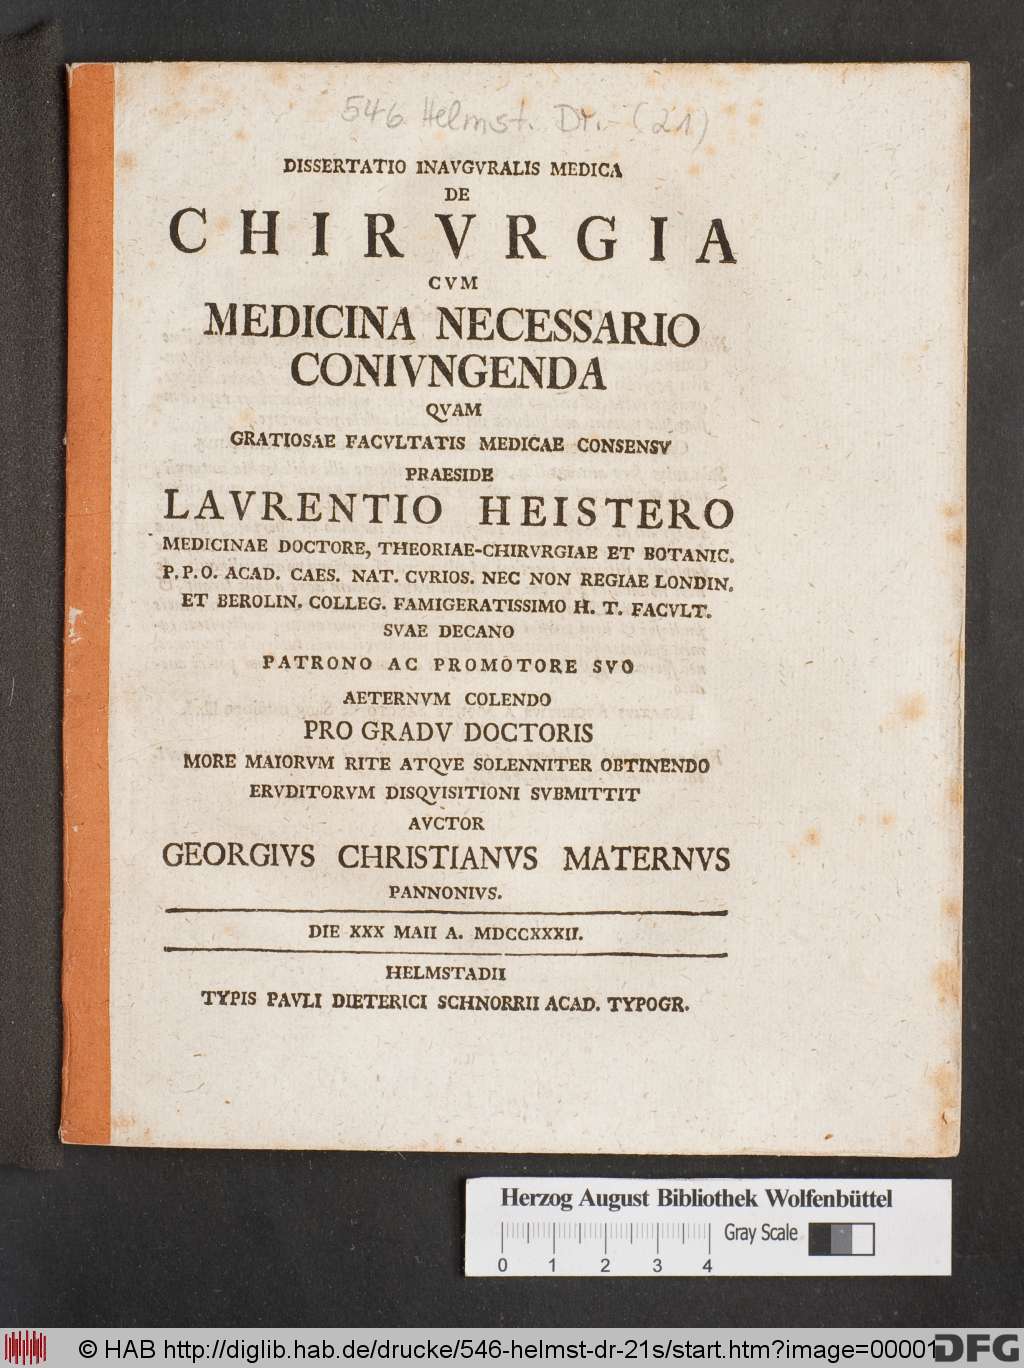 546 Helmst. Dr. - (21)
DISSERTATIO INAVGVRALIS MEDICA
DE
CHIRVRGIA
CVM
MEDICINA NECESSARIO
CONIVNGENDA
QVAM
GRATIOSAE FACVLTATIS MEDICAE CONSENSV
PRAESIDE
LAVRENTIO HEISTERO
MEDICINAE DOCTORE, THEORIAE-CHIRVRGIAE ET BOTANIC.
P. P. O. ACAD. CAES. NAT. CVRIOS. NEC NON REGIAE LONDIN.
ET BEROLIN. COLLEG. FAMIGERATISSIMO H. T. FACVLT.
SVAE DECANO
PATRONO AC PROMOTORE SVO
AETERNVM COLENDO
PRO GRADV DOCTORIS
MORE MAIORVM RITE ATQVE SOLENNITER OBTINENDO
ERVDITORVM DISQVISITIONI SVBMITTIT
AVCTOR
GEORGIVS CHRISTIANVS MATERNVS
PANNONIVS.
DIE XXX MAII A. MDCCXXXII.
HELMSTADII
TYPIS PAVLI DIETERICI SCHNORRII ACAD. TYPOGR.
Herzog August Bibliothek Wolfenbüttel
Gray Scale
0 1 2 3 4
© HAB http://diglib.hab.de/drucke/546-helmst-dr-21s/start.htm?image=00001
DFG